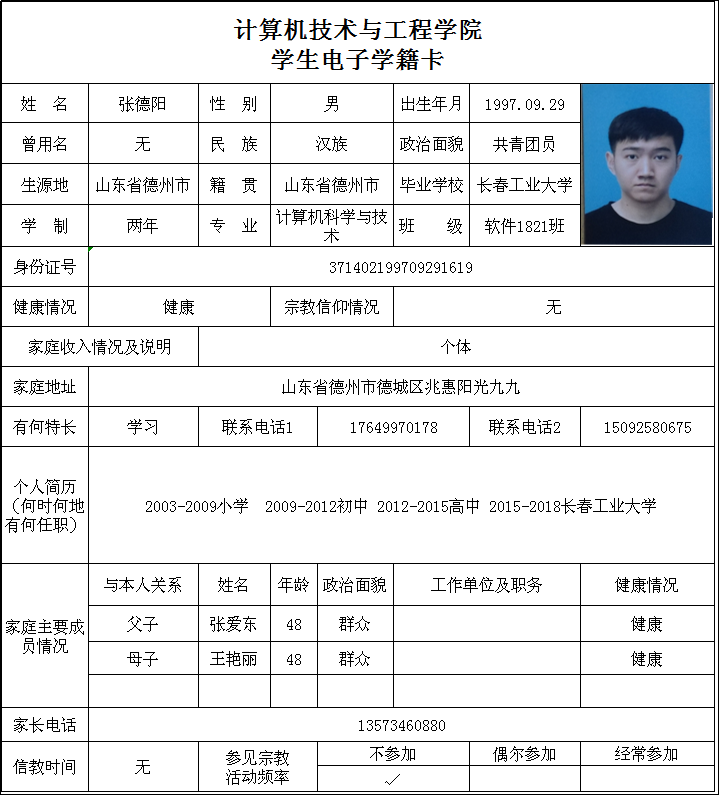 计算机技术与工程学院
学生电子学籍卡
姓 名 张德阳 性 别 男 出生年月 1997.09.29
曾用名 无 民 族 汉族 政治面貌 共青团员
生源地 山东省德州市 籍 贯 山东省德州市 毕业学校 长春工业大学
学 制 两年 专 业 计算机科学与技术 班 级 软件1821班
身份证号 371402199709291619
健康情况 健康 宗教信仰情况 无
家庭收入情况及说明 个体
家庭地址 山东省德州市德城区兆惠阳光九九
有何特长 学习 联系电话1 17649970178 联系电话2 15092580675
个人简历
（何时何地
有何任职）
2003-2009小学 2009-2012初中 2012-2015高中 2015-2018长春工业大学
家庭主要成
员情况
与本人关系 姓名 年龄 政治面貌 工作单位及职务 健康情况
父子 张爱东 48 群众 健康
母子 王艳丽 48 群众 健康
家长电话 13573460880
信教时间 无 参见宗教
活动频率
不参加 偶尔参加 经常参加
✓